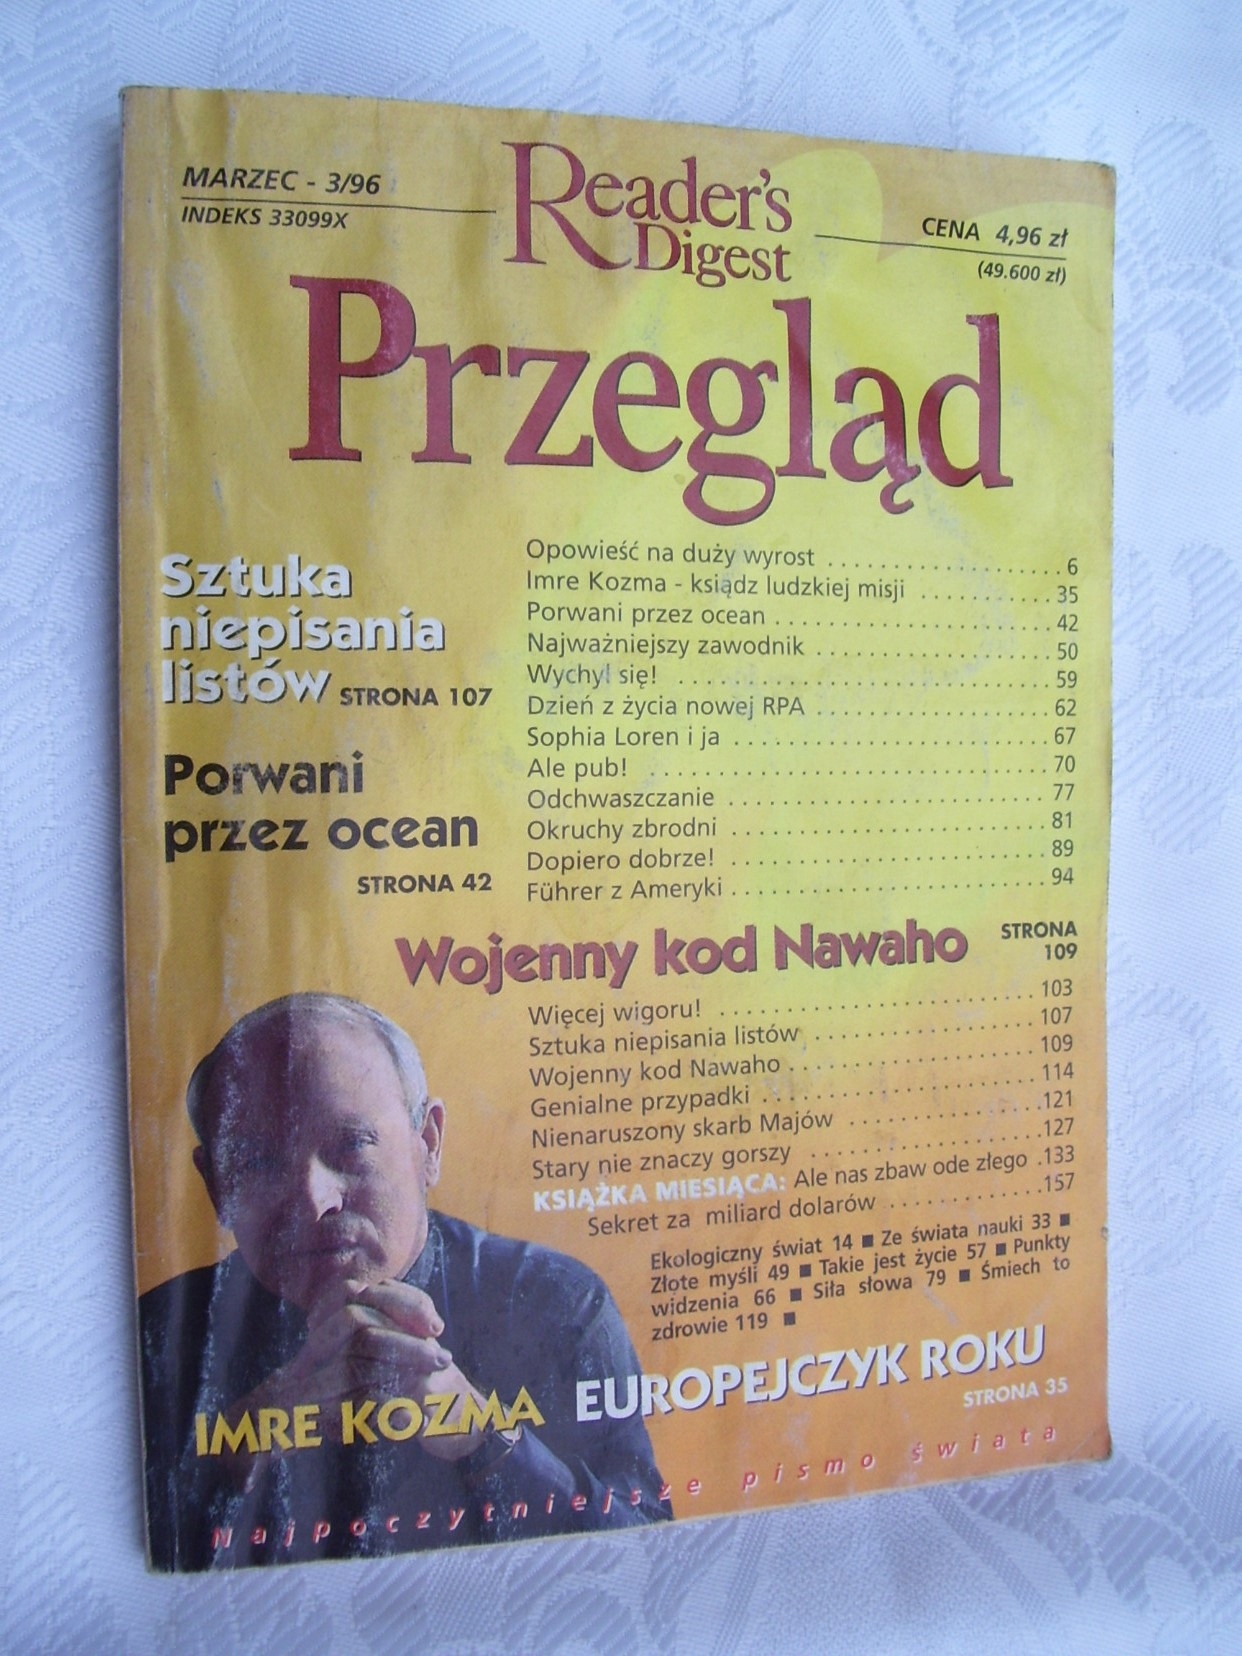 MARZEC - 3/96
INDEKS 33099X
Reader's
Digest
CENA 4,96 zł
(49.600 zł)
Przegląd
Sztuka
niepisania
listów STRONA 107
Porwani
przez ocean
STRONA 42
Opowieść na duży wyrost . . . . . . . . . . . . . . . . . . . 6
Imre Kozma - ksiądz ludzkiej misji . . . . . . . . . . . 35
Porwani przez ocean . . . . . . . . . . . . . . . . . . . . . . 42
Najważniejszy zawodnik . . . . . . . . . . . . . . . . . . . 50
Wychyl się! . . . . . . . . . . . . . . . . . . . . . . . . . . . . . . 59
Dzień z życia nowej RPA . . . . . . . . . . . . . . . . . . . 62
Sophia Loren i ja . . . . . . . . . . . . . . . . . . . . . . . . . 67
Ale pub! . . . . . . . . . . . . . . . . . . . . . . . . . . . . . . . . 70
Odchwaszczanie . . . . . . . . . . . . . . . . . . . . . . . . . 77
Okruchy zbrodni . . . . . . . . . . . . . . . . . . . . . . . . . 81
Dopiero dobrze! . . . . . . . . . . . . . . . . . . . . . . . . . 89
Führer z Ameryki . . . . . . . . . . . . . . . . . . . . . . . . . 94
Wojenny kod Nawaho STRONA
109
Więcej wigoru! . . . . . . . . . . . . . . . . . . . . . . . . . 103
Sztuka niepisania listów . . . . . . . . . . . . . . . . . . 107
Wojenny kod Nawaho . . . . . . . . . . . . . . . . . . . . 109
Genialne przypadki . . . . . . . . . . . . . . . . . . . . . . 114
Nienaruszony skarb Majów . . . . . . . . . . . . . . . .121
Stary nie znaczy gorszy . . . . . . . . . . . . . . . . . . .127
KSIĄŻKA MIESIĄCA: Ale nas zbaw ode złego .133
Sekret za miliard dolarów . . . . . . . . . . . . .157
Ekologiczny świat 14 ■ Ze świata nauki 33 ■
Złote myśli 49 ■ Takie jest życie 57 ■ Punkty
widzenia 66 ■ Siła słowa 79 ■ Śmiech to
zdrowie 119 ■
IMRE KOZMA EUROPEJCZYK ROKU
STRONA 35
Najpoczytniejsze pismo świata